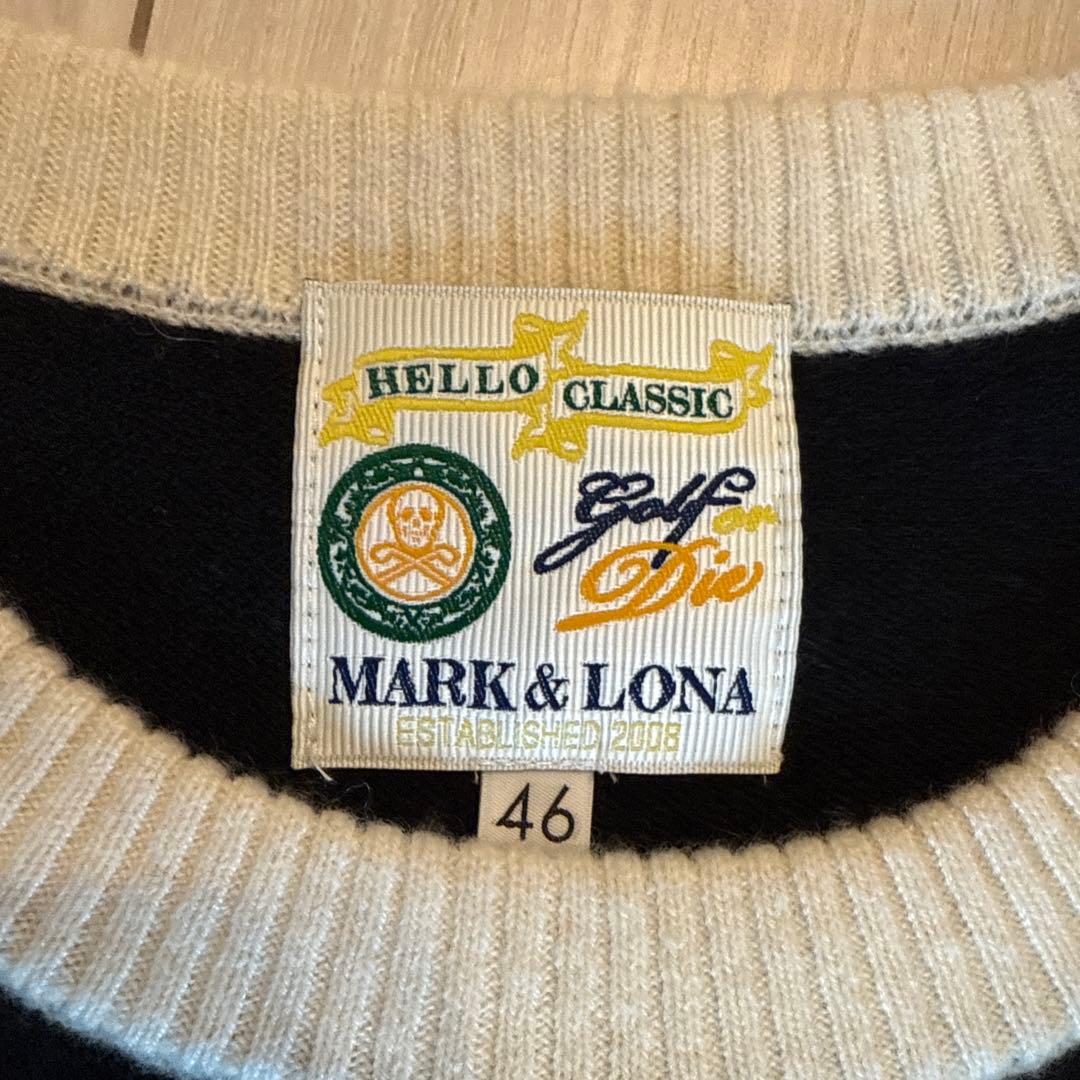 HELLO CLASSIC
Golf or
Die
MARK & LONA
ESTABLISHED 2008
46